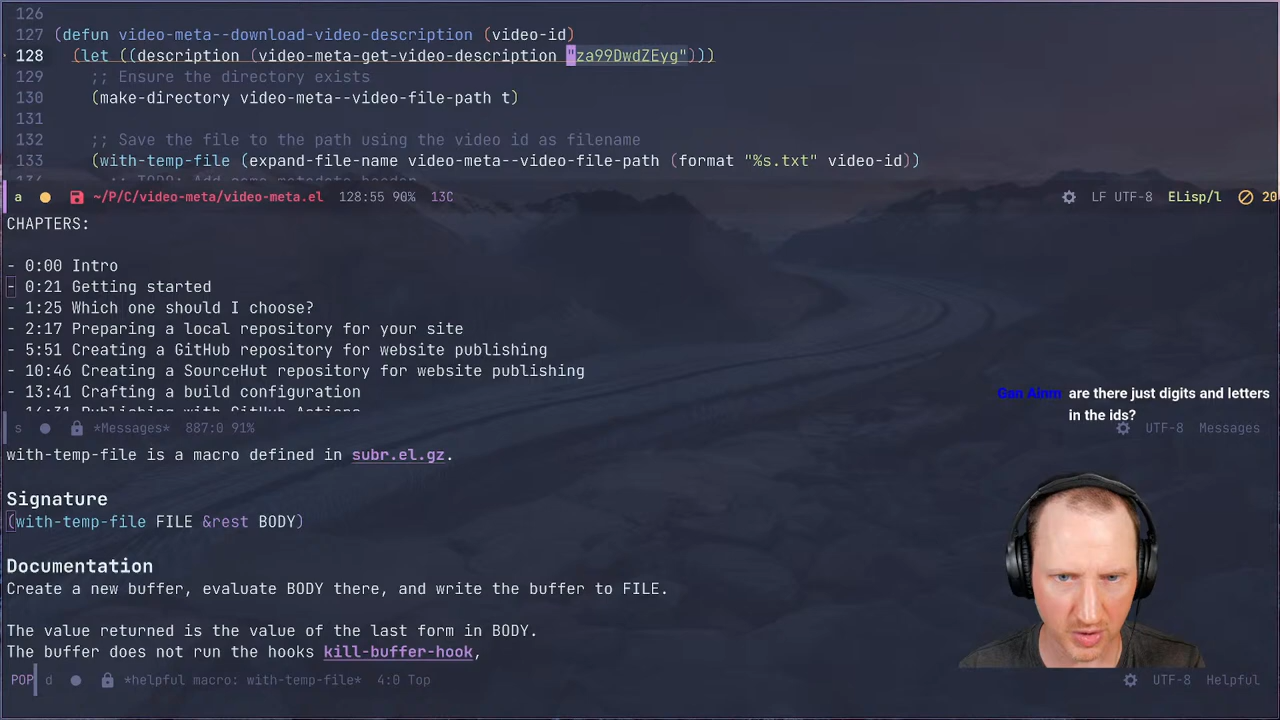 126
127 (defun video-meta--download-video-description (video-id)
128 (let ((description (video-meta-get-video-description "za99DwdZEyg")))
129 ;; Ensure the directory exists
130 (make-directory video-meta--video-file-path t)
131
132 ;; Save the file to the path using the video id as filename
133 (with-temp-file (expand-file-name video-meta--video-file-path (format "%s.txt" video-id))
a ~/P/C/video-meta/video-meta.el 128:55 90% 13C LF UTF-8 ELisp/l 20
CHAPTERS:
- 0:00 Intro
- 0:21 Getting started
- 1:25 Which one should I choose?
- 2:17 Preparing a local repository for your site
- 5:51 Creating a GitHub repository for website publishing
- 10:46 Creating a SourceHut repository for website publishing
- 13:41 Crafting a build configuration
Gan Ainm are there just digits and letters
in the ids?
s *Messages* 887:0 91% UTF-8 Messages
with-temp-file is a macro defined in subr.el.gz.
Signature
(with-temp-file FILE &rest BODY)
Documentation
Create a new buffer, evaluate BODY there, and write the buffer to FILE.
The value returned is the value of the last form in BODY.
The buffer does not run the hooks kill-buffer-hook,
POP d *helpful macro: with-temp-file* 4:0 Top UTF-8 Helpful